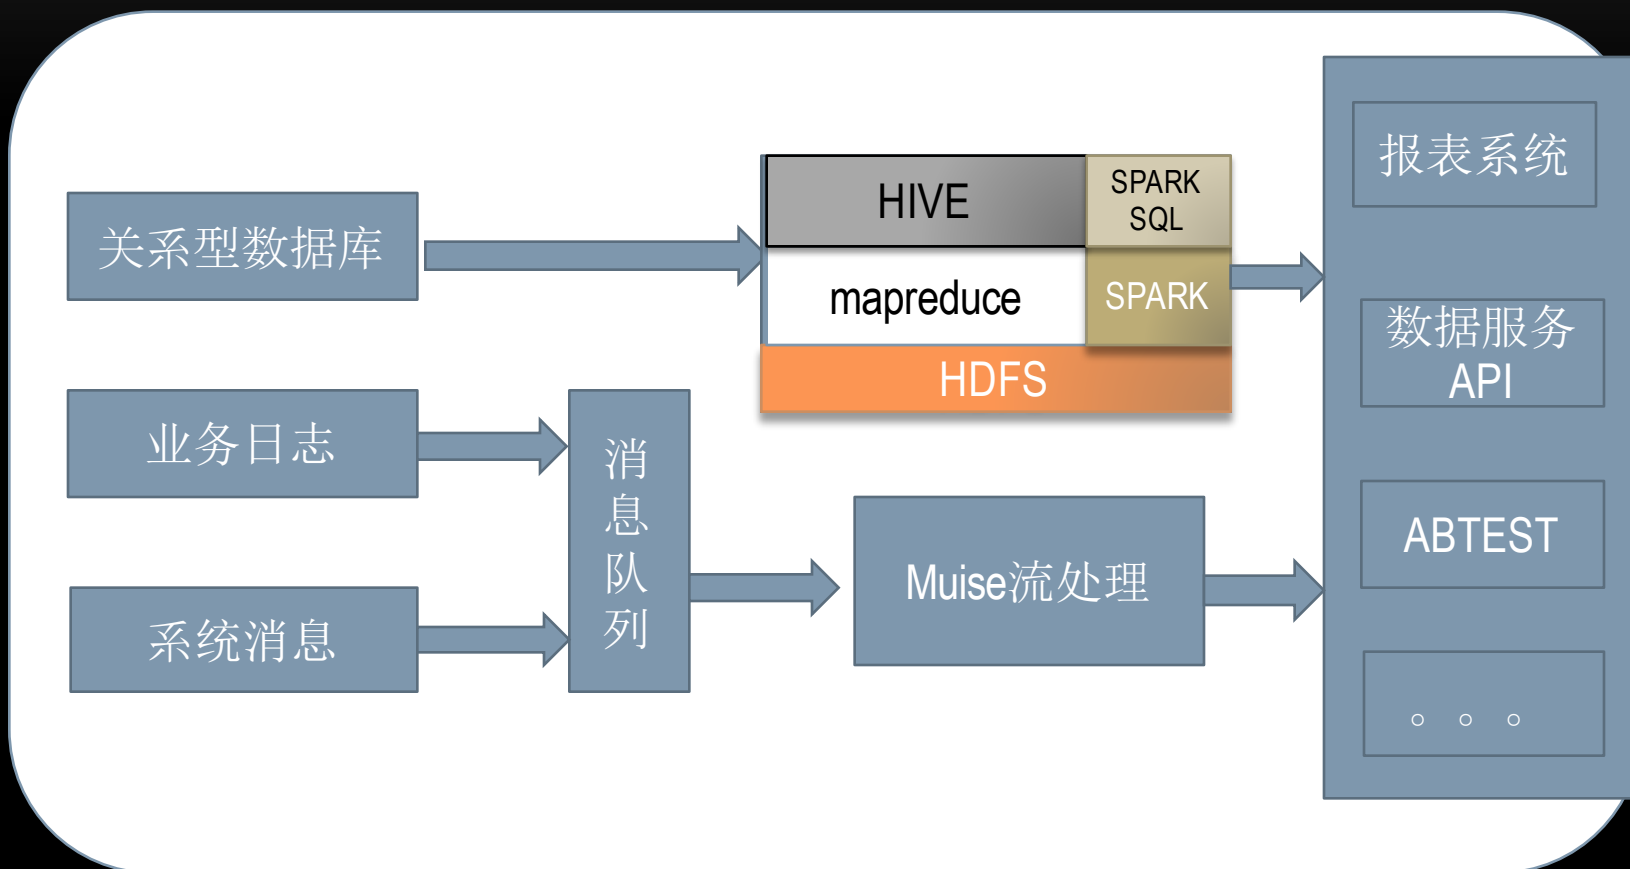 关系型数据库
业务日志
系统消息
消
息
队
列
HIVE
SPARK
SQL
mapreduce
SPARK
HDFS
Muise流处理
报表系统
数据服务
API
ABTEST
。。。